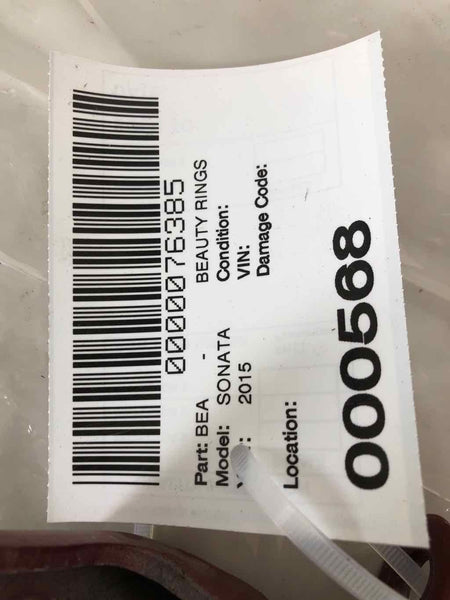 0000076385
Part: BEA - BEAUTY RINGS
Model: SONATA Condition:
2015 VIN:
Damage Code:
Location:
000568